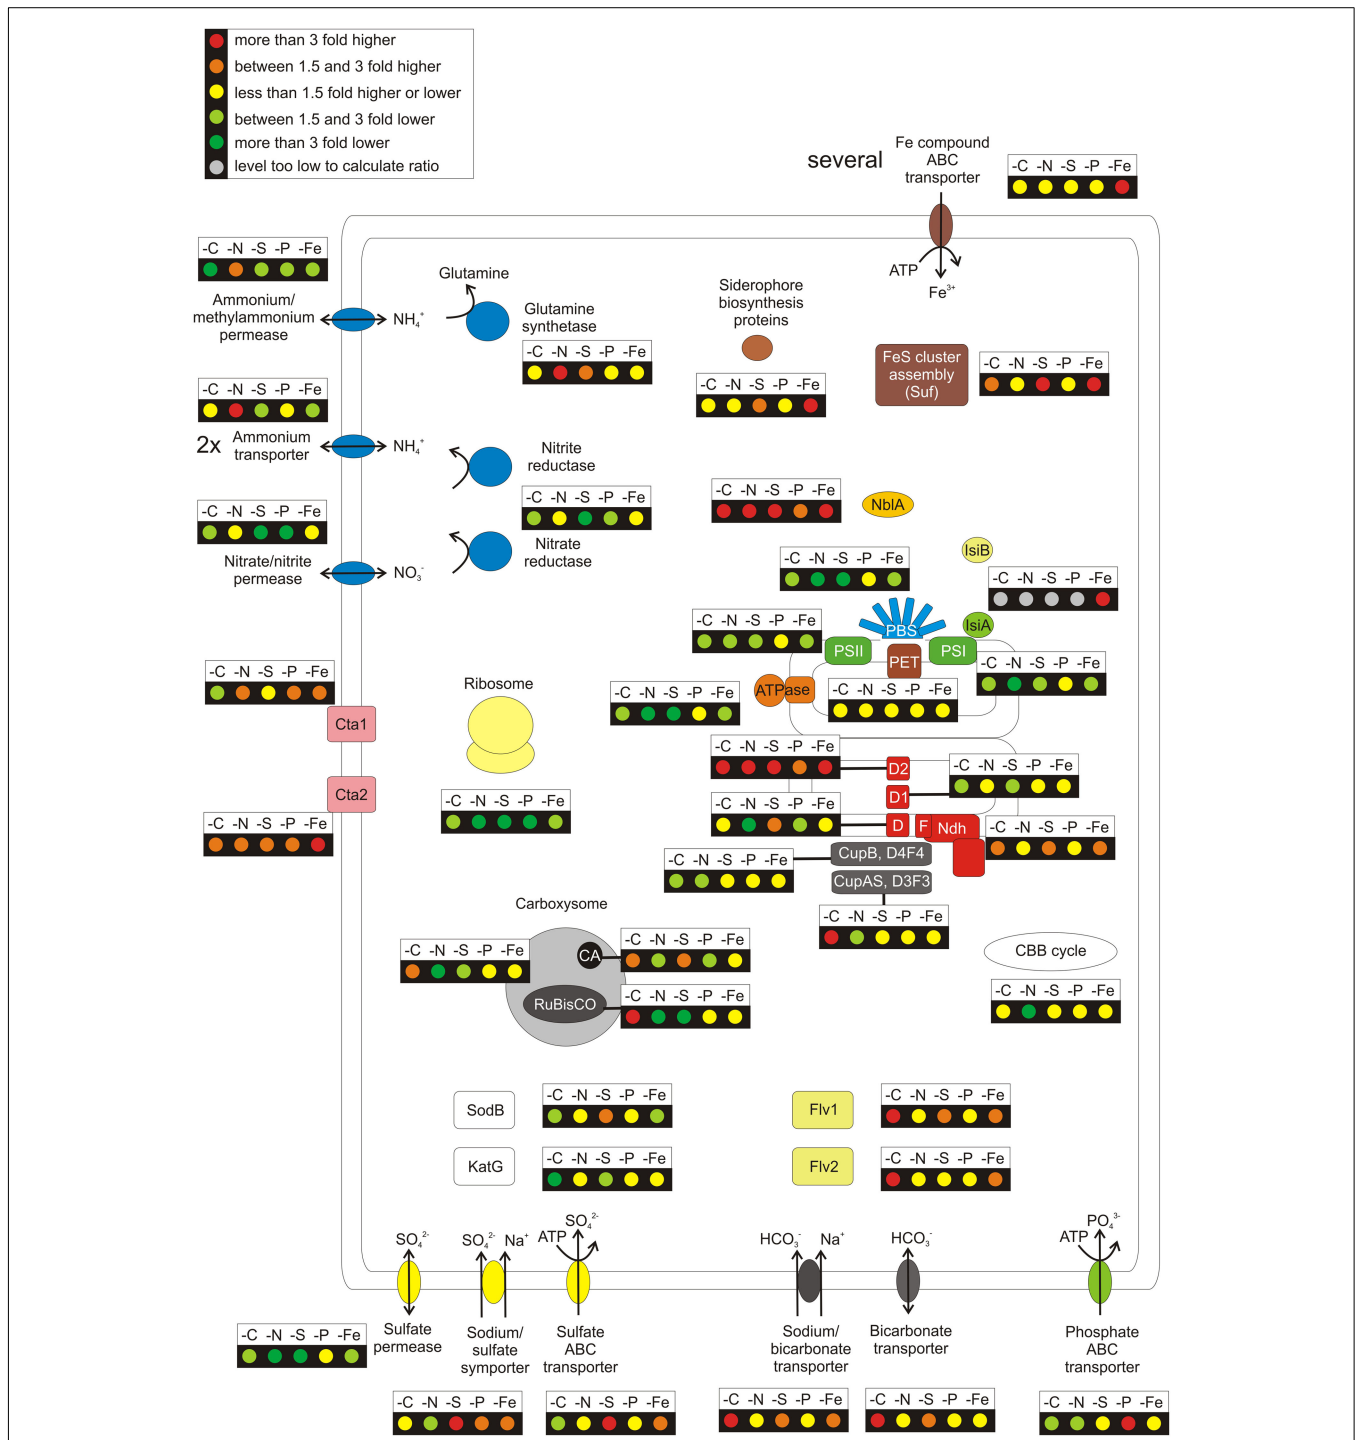 more than 3 fold higher
between 1.5 and 3 fold higher
less than 1.5 fold higher or lower
between 1.5 and 3 fold lower
more than 3 fold lower
level too low to calculate ratio
several
Fe compound
ABC
transporter
-C -N -S -P -Fe
ATP
Fe3+
-C -N -S -P -Fe
Ammonium/
methylammonium
permease
NH4+
Glutamine
Glutamine
synthetase
-C -N -S -P -Fe
Siderophore
biosynthesis
proteins
-C -N -S -P -Fe
FeS cluster
assembly
(Suf)
-C -N -S -P -Fe
-C -N -S -P -Fe
2x Ammonium
transporter
NH4+
Nitrite
reductase
-C -N -S -P -Fe
Nitrate
reductase
-C -N -S -P -Fe
Nitrate/nitrite
permease
NO3-
-C -N -S -P -Fe
NblA
IsiB
-C -N -S -P -Fe
-C -N -S -P -Fe
IsiA
PBS
-C -N -S -P -Fe
PSII
PET
PSI
-C -N -S -P -Fe
ATPase
-C -N -S -P -Fe
-C -N -S -P -Fe
-C -N -S -P -Fe
Cta1
Cta2
-C -N -S -P -Fe
Ribosome
-C -N -S -P -Fe
-C -N -S -P -Fe
D2
D1
-C -N -S -P -Fe
-C -N -S -P -Fe
D
F
Ndh
-C -N -S -P -Fe
-C -N -S -P -Fe
CupB, D4F4
CupAS, D3F3
-C -N -S -P -Fe
Carboxysome
-C -N -S -P -Fe
CA
-C -N -S -P -Fe
RuBisCO
-C -N -S -P -Fe
CBB cycle
-C -N -S -P -Fe
SodB
-C -N -S -P -Fe
Flv1
-C -N -S -P -Fe
KatG
-C -N -S -P -Fe
Flv2
-C -N -S -P -Fe
SO42-
SO42- Na+
ATP
SO42-
HCO3- Na+
HCO3-
ATP
PO43-
-C -N -S -P -Fe
Sulfate
permease
Sodium/
sulfate
symporter
Sulfate
ABC
transporter
Sodium/
bicarbonate
transporter
Bicarbonate
transporter
Phosphate
ABC
transporter
-C -N -S -P -Fe
-C -N -S -P -Fe
-C -N -S -P -Fe
-C -N -S -P -Fe
-C -N -S -P -Fe